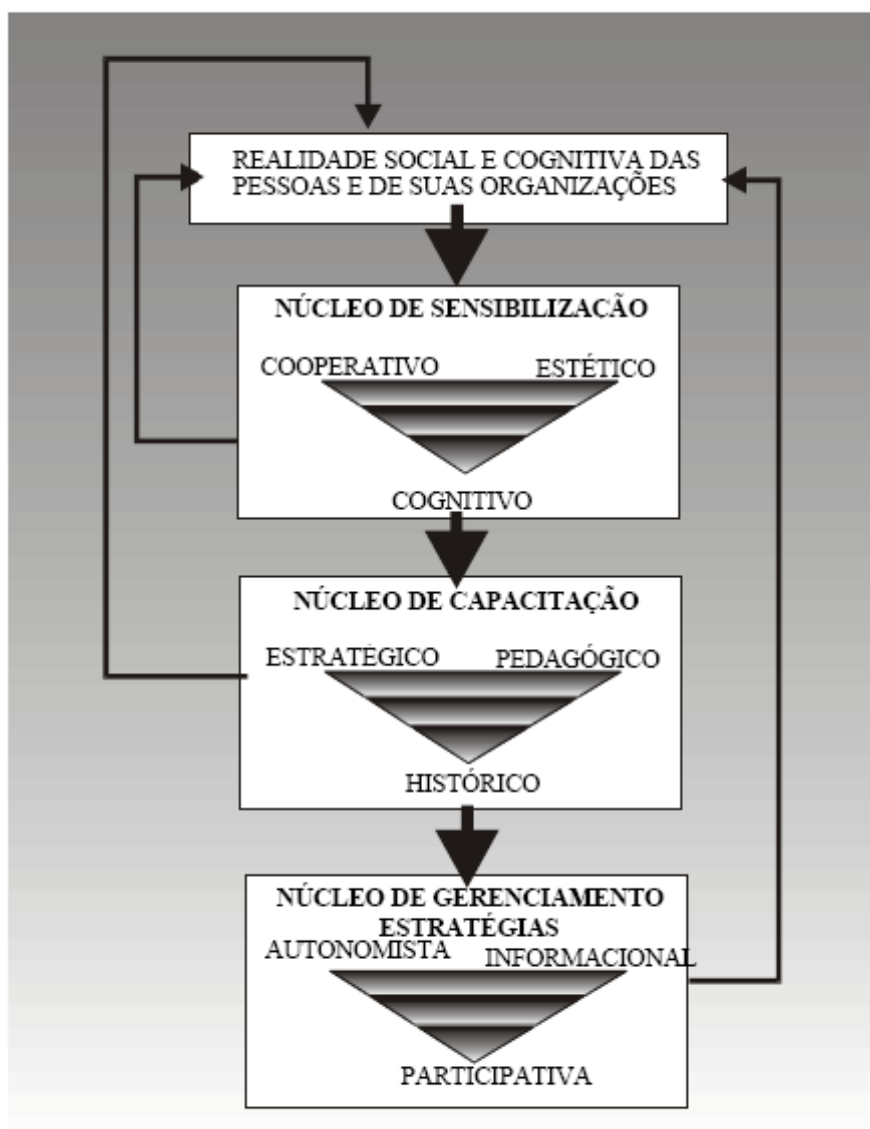 REALIDADE SOCIAL E COGNITIVA DAS
PESSOAS E DE SUAS ORGANIZAÇÕES
NÚCLEO DE SENSIBILIZAÇÃO
COOPERATIVO ESTÉTICO
COGNITIVO
NÚCLEO DE CAPACITAÇÃO
ESTRATÉGICO PEDAGÓGICO
HISTÓRICO
NÚCLEO DE GERENCIAMENTO
ESTRATÉGIAS
AUTONOMISTA INFORMACIONAL
PARTICIPATIVA